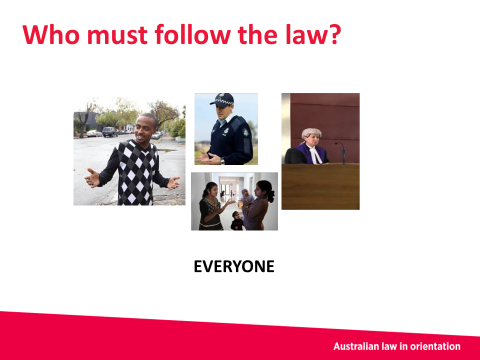 Who must follow the law?
EVERYONE
Australian law in orientation